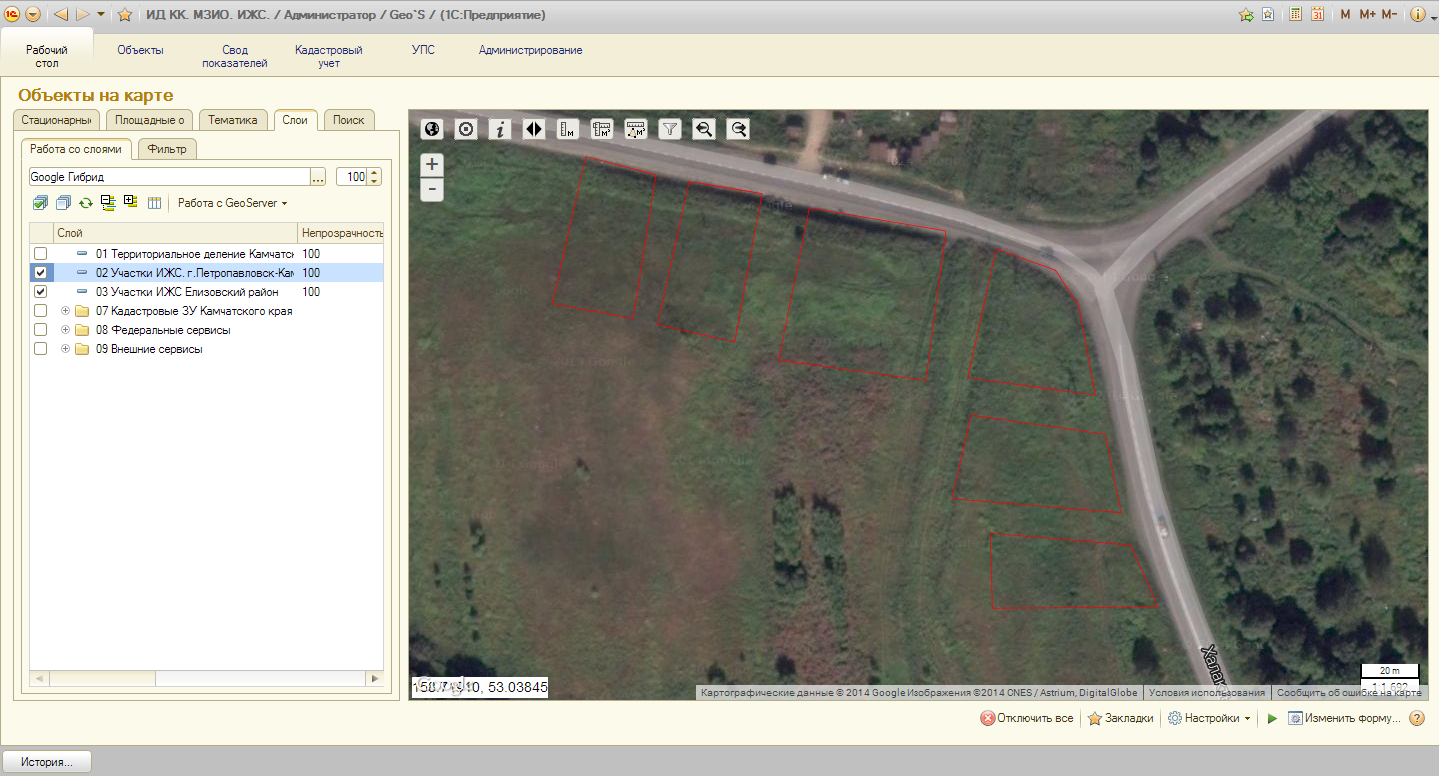 ИД КК. МЗИО. ИЖС. / Администратор / Geo`S / (1С:Предприятие)
M M+ M-
Рабочий стол
Объекты
Свод показателей
Кадастровый учет
УПС
Администрирование
Объекты на карте
Стационарны
Площадные о
Тематика
Слои
Поиск
Работа со слоями
Фильтр
Google Гибрид
...
100
Работа с GeoServer
Слой
Непрозрачность
01 Территориальное деление Камчатск
100
02 Участки ИЖС. г.Петропавловск-Кам
100
03 Участки ИЖС Елизовский район
100
07 Кадастровые ЗУ Камчатского края
08 Федеральные сервисы
09 Внешние сервисы
+
-
Халак
Google
53.03845
20 m
Картографические данные © 2014 Google Изображения ©2014 CNES / Astrium, DigitalGlobe
Условия использования
Сообщить об ошибке на карте
Отключить все
Закладки
Настройки
Изменить форму...
История...